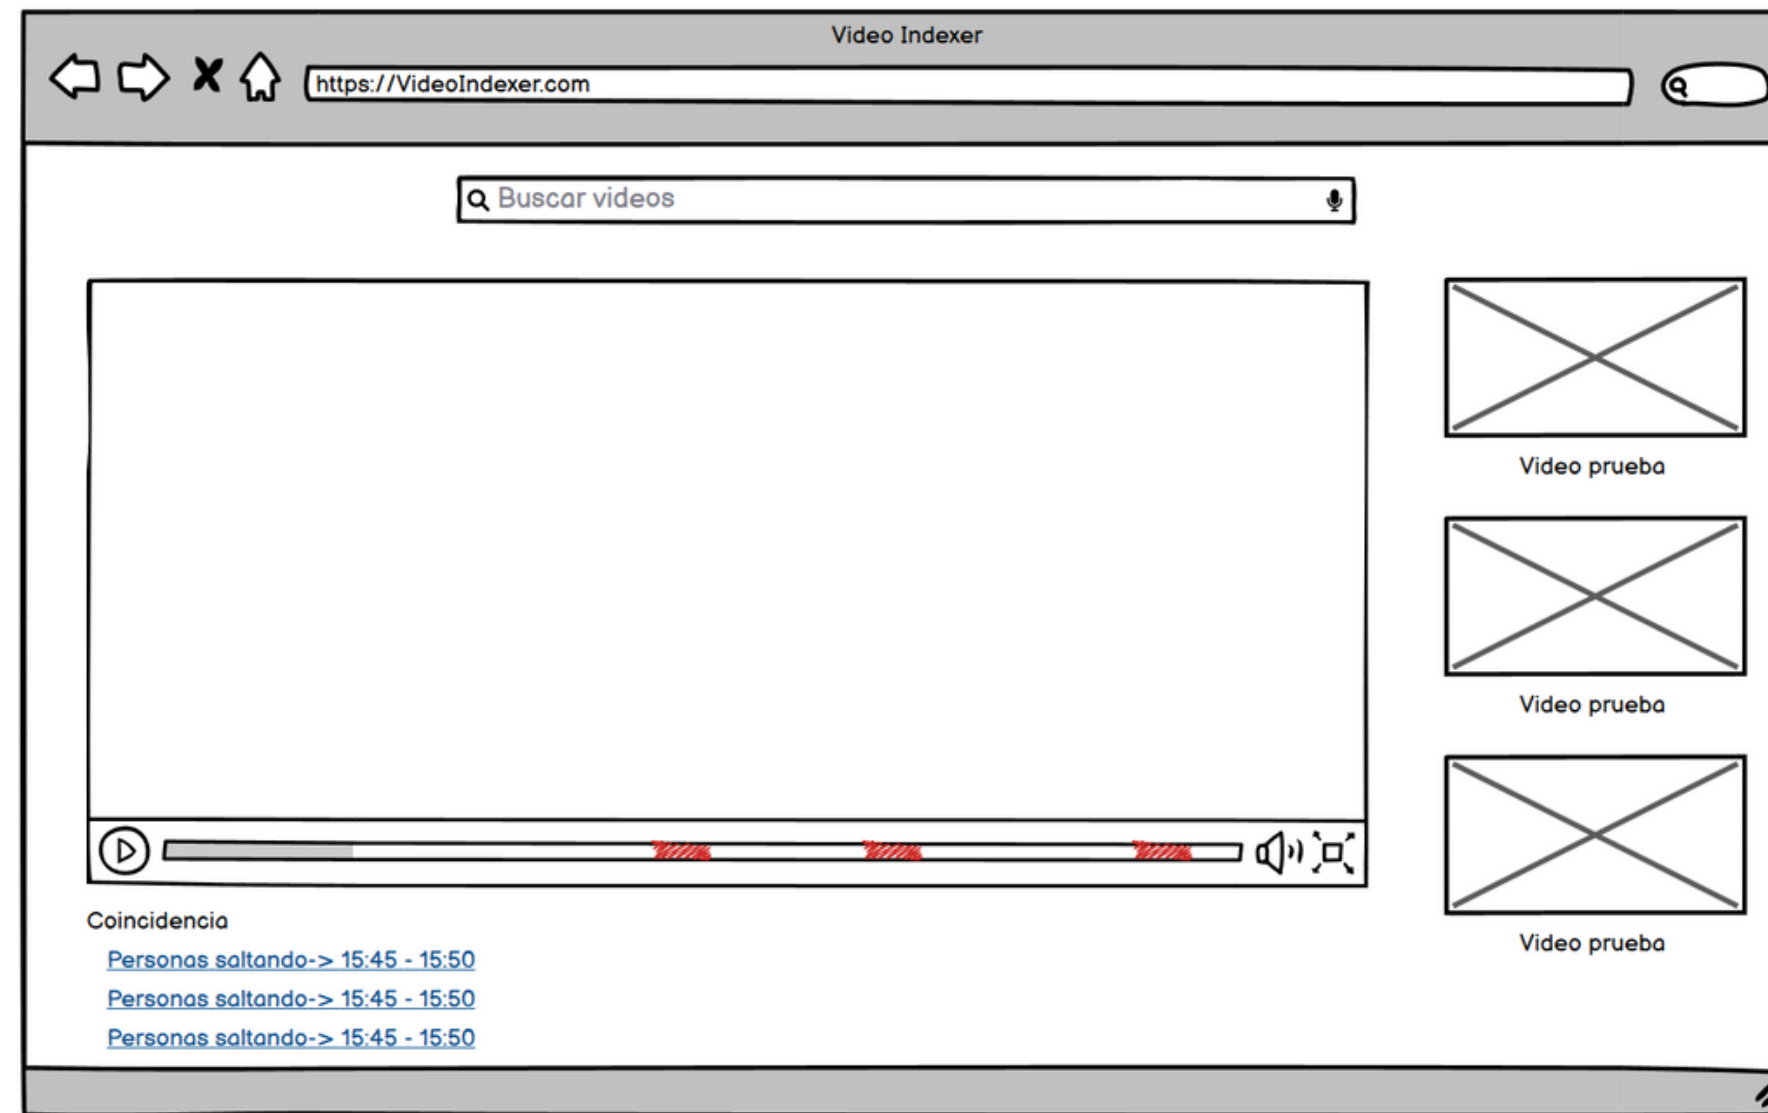 Video Indexer
https://VideoIndexer.com
Buscar videos
Video prueba
Video prueba
Video prueba
Coincidencia
Personas saltando-> 15:45 - 15:50
Personas saltando-> 15:45 - 15:50
Personas saltando-> 15:45 - 15:50